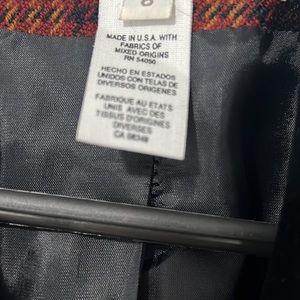 MADE IN U.S.A. WITH
FABRICS OF
MIXED ORIGINS
RN 54050
HECHO EN ESTADOS
UNIDOS CON TELAS DE
DIVERSOS ORIGENES
FABRIQUE AU ETATS
UNIS AVEC DES
TISSUS D'ORIGINES
DIVERSES
CA 56348